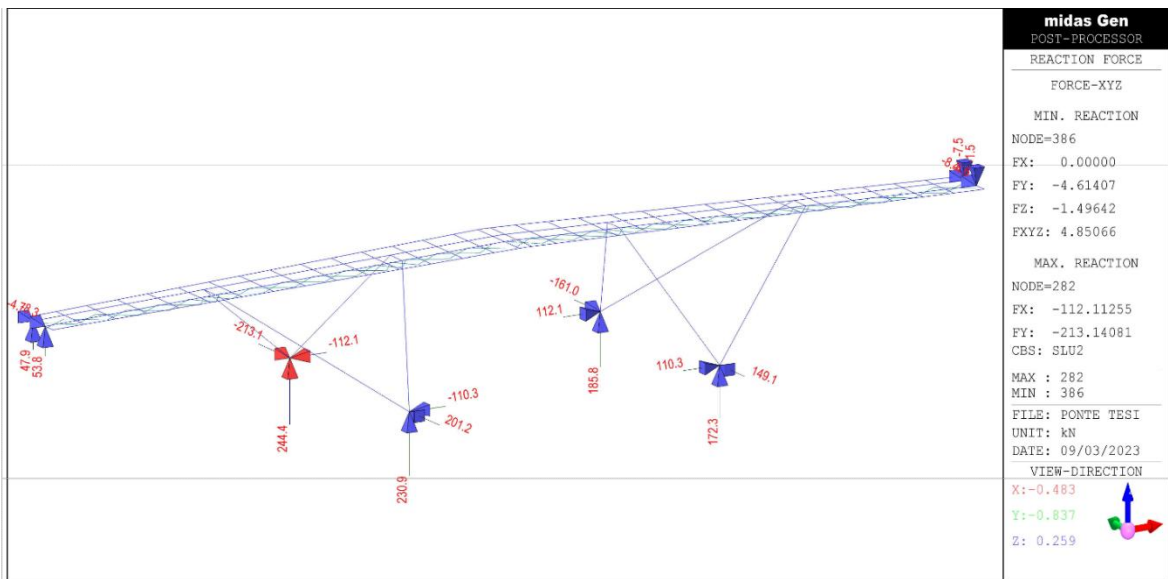 midas Gen
POST-PROCESSOR
REACTION FORCE
FORCE-XYZ
MIN. REACTION
NODE=386
FX: 0.00000
FY: -4.61407
FZ: -1.49642
FXYZ: 4.85066
MAX. REACTION
NODE=282
FX: -112.11255
FY: -213.14081
CBS: SLU2
MAX : 282
MIN : 386
FILE: PONTE TESI
UNIT: kN
DATE: 09/03/2023
VIEW-DIRECTION
X:-0.483
Y:-0.837
Z: 0.259
-7.5
47.9
53.8
-213.1
-112.1
244.4
-110.3
201.2
230.9
-161.0
112.1
185.8
110.3
149.1
172.3